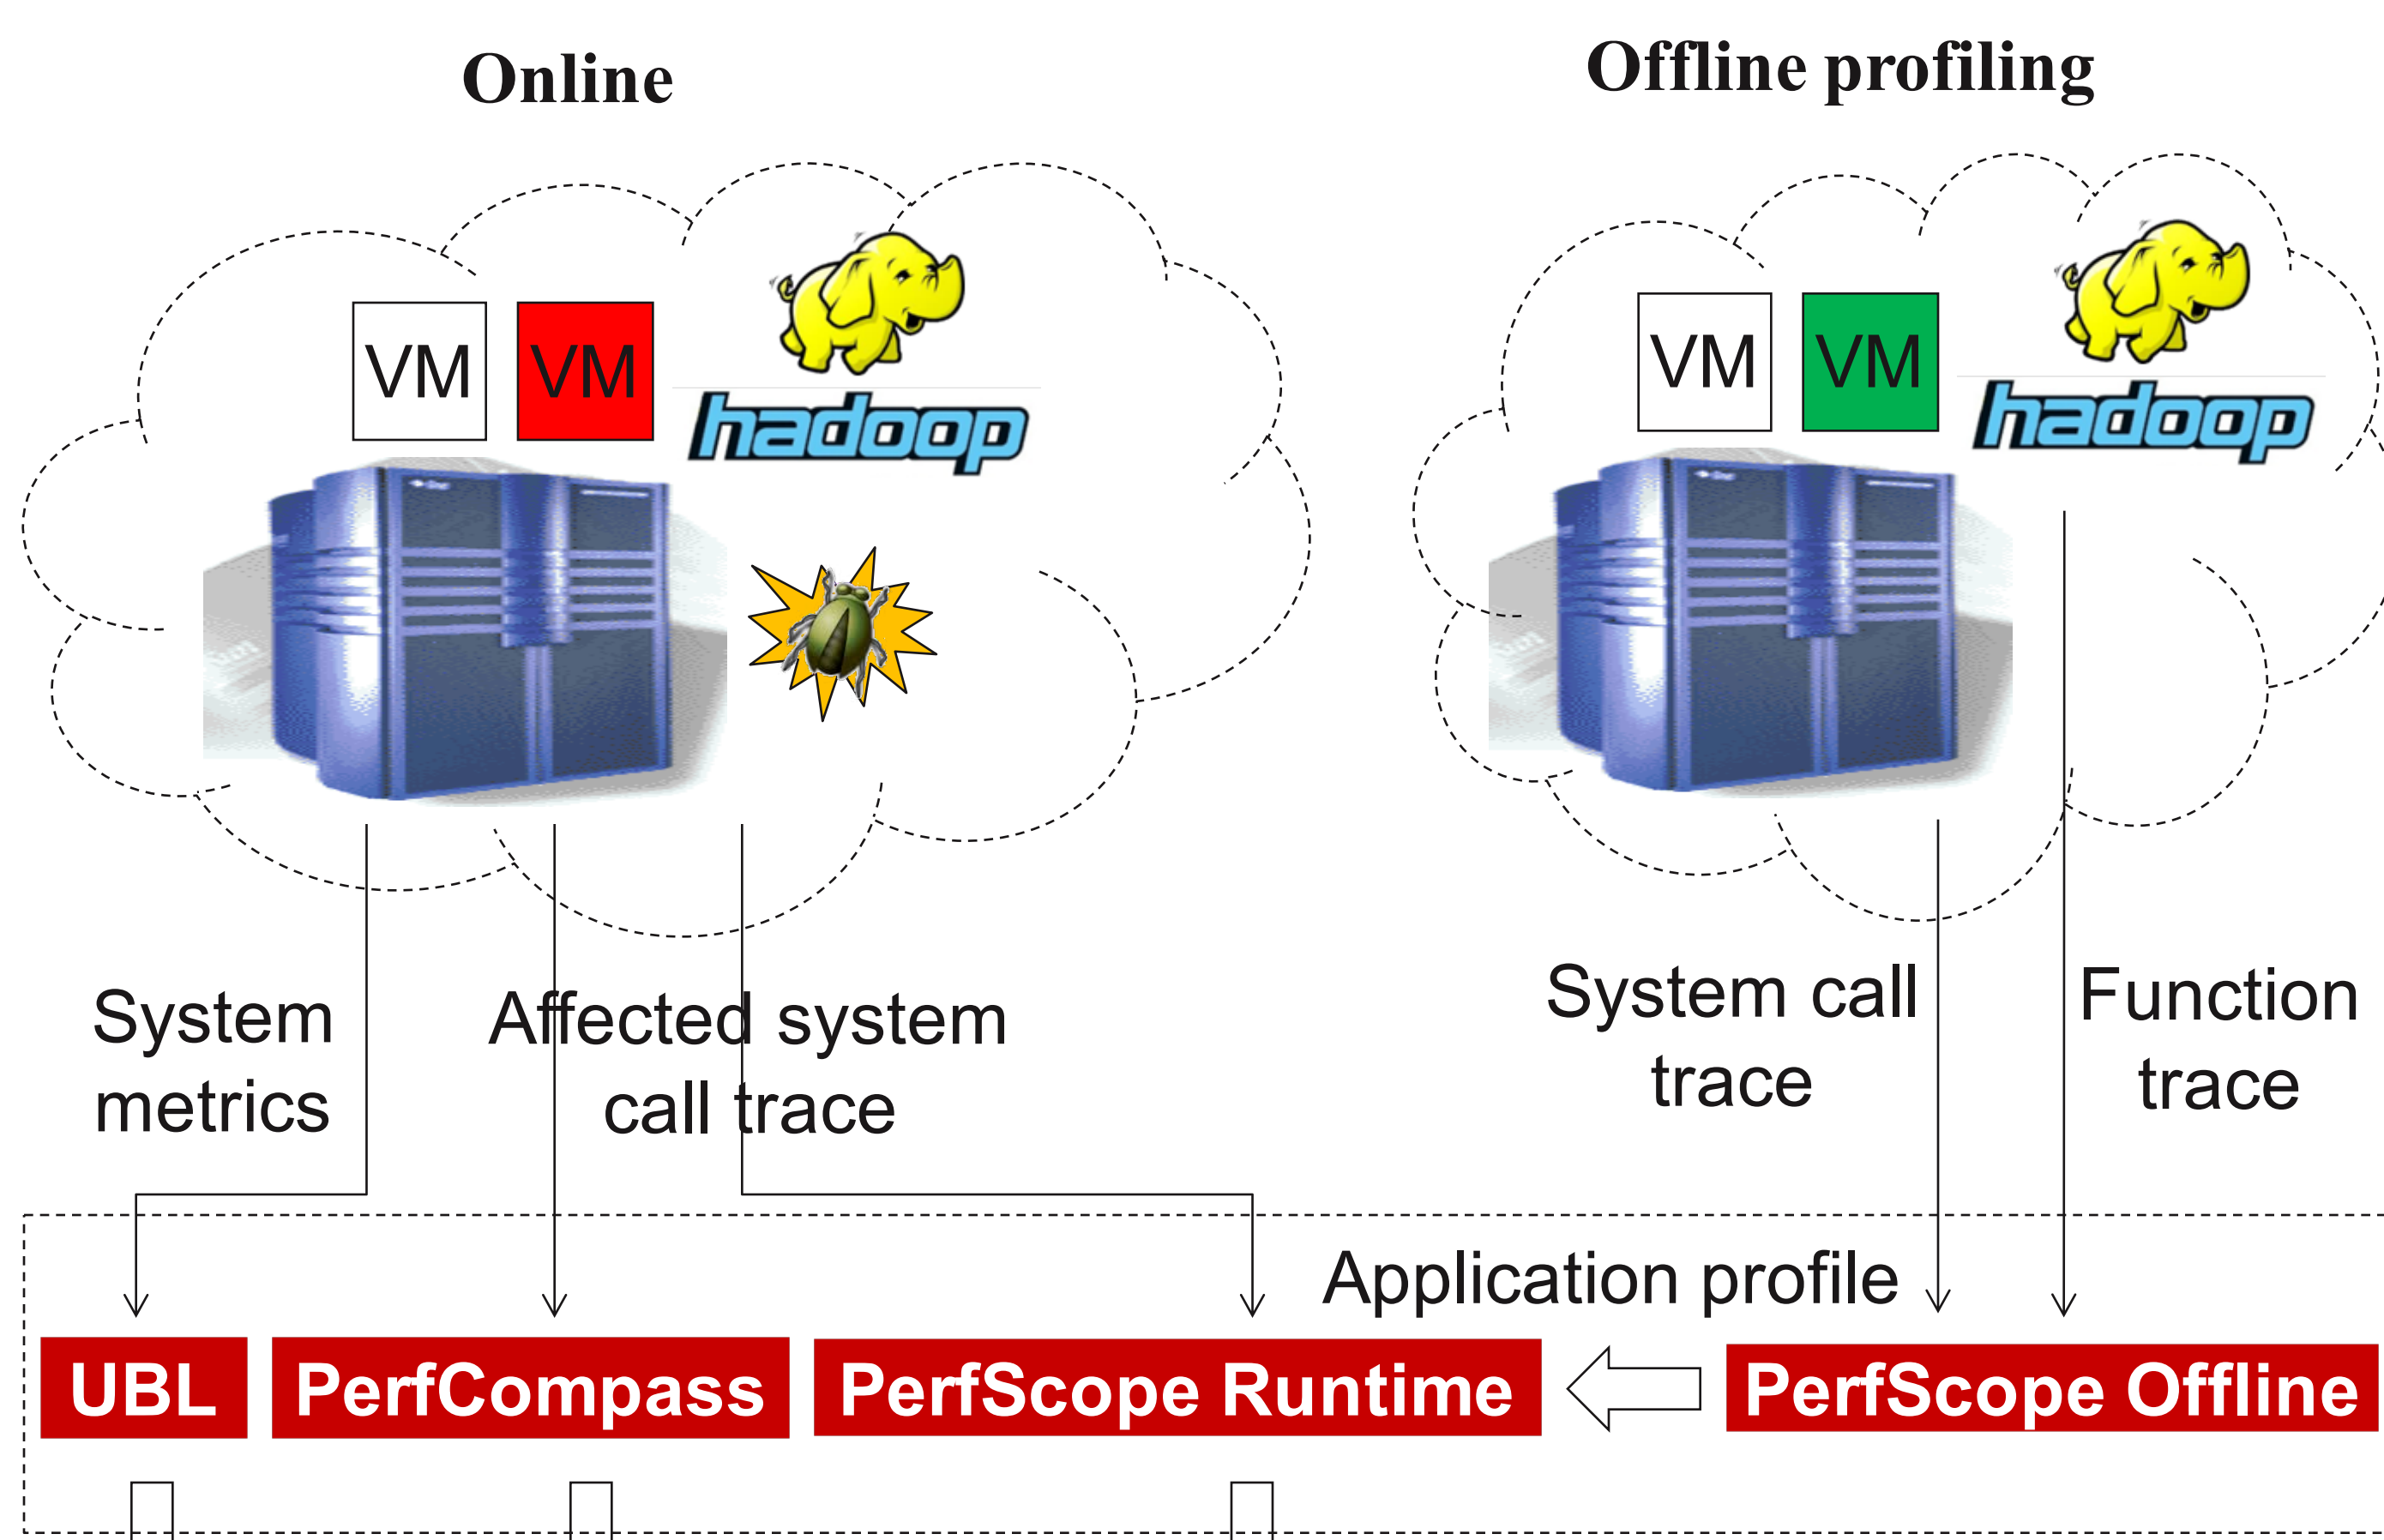 Online
Offline profiling
VM VM
hadoop
VM VM
hadoop
System
metrics
Affected system
call trace
System call
trace
Function
trace
Application profile
UBL
PerfCompass
PerfScope Runtime
PerfScope Offline